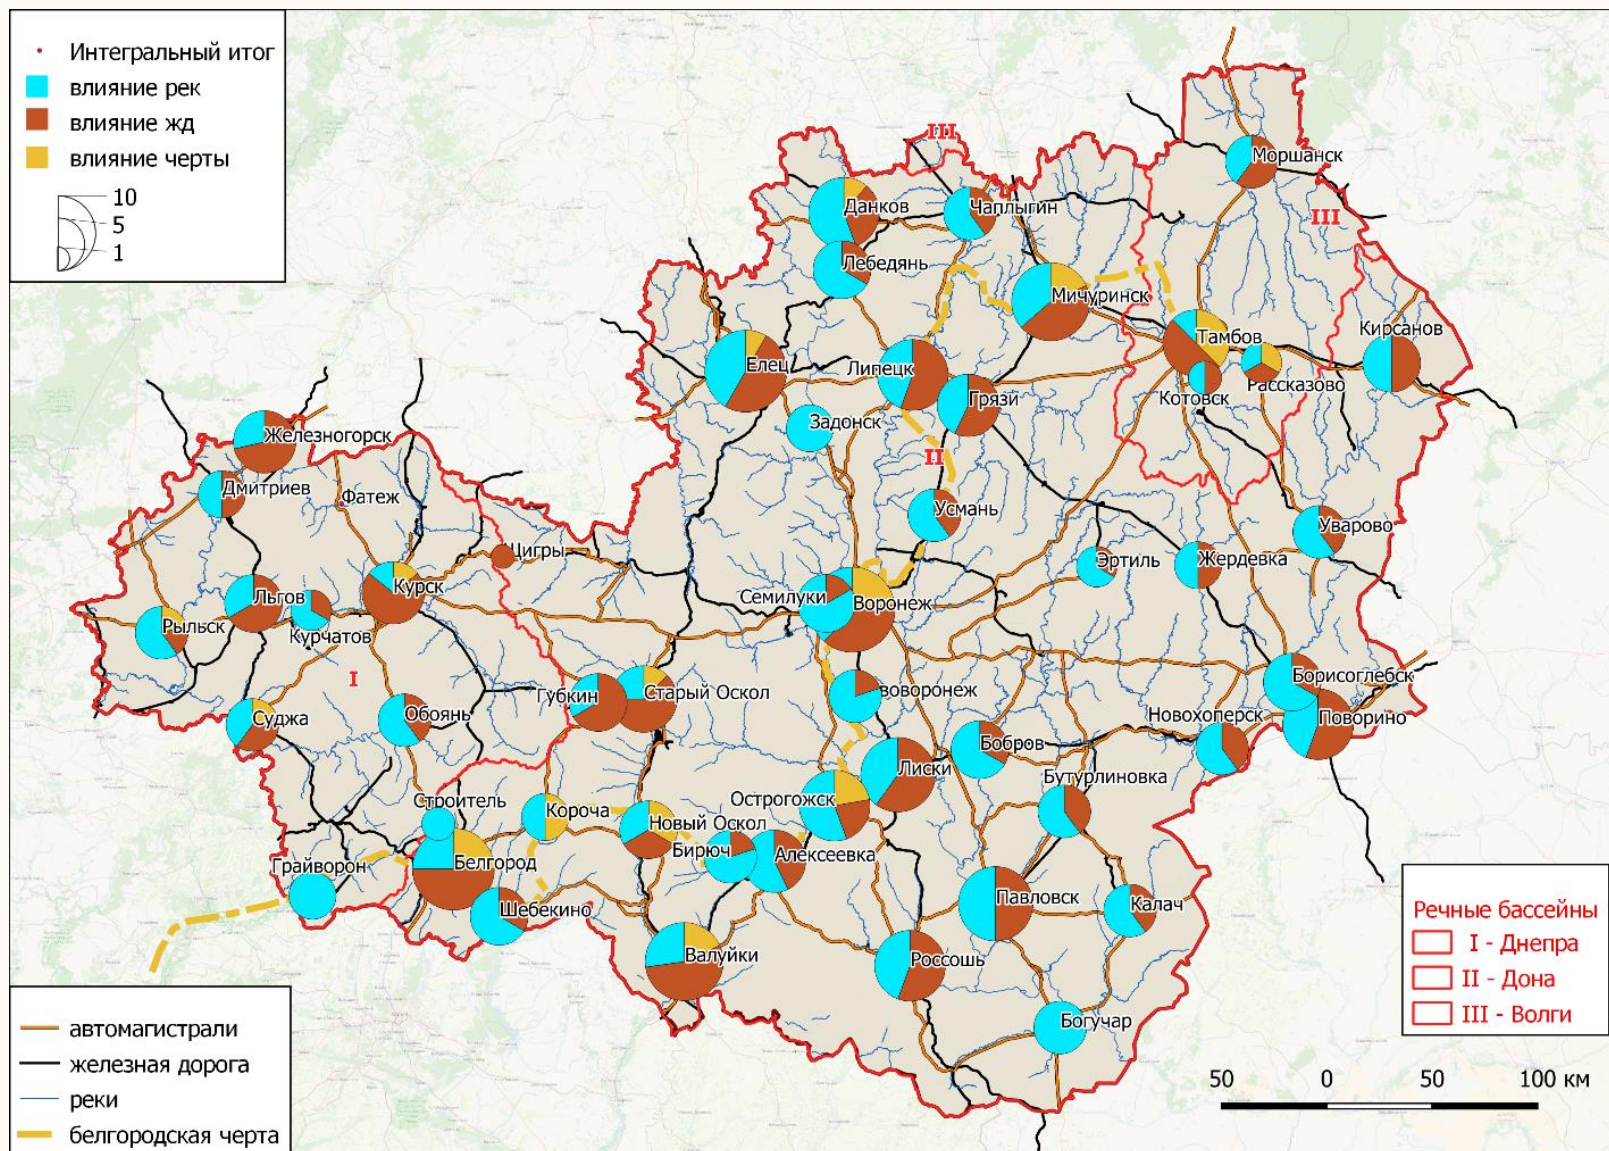 Интегральный итог
влияние рек
влияние жд
влияние черты
10
5
1
III
Моршанск
Данков
Чаплыгин
III
Лебедянь
Мичуринск
Тамбов
Кирсанов
Елец
Липецк
Рассказово
Грязи
Котовск
Задонск
Железногорск
II
Дмитриев
Фатеж
Усмань
Уварово
Щигры
Эртиль
Жердевка
Курск
Льгов
Семилуки
Воронеж
Рыльск
Курчатов
I
Губкин
Старый Оскол
воворонеж
Борисоглебск
Суджа
Обоянь
Новохоперск
Поворино
Бобров
Лиски
Бутурлиновка
Строитель
Короча
Острогожск
Новый Оскол
Бирюч
Алексеевка
Грайворон
Белгород
Шебекино
Павловск
Калач
Валуйки
Россошь
Богучар
Речные бассейны
I - Днепра
II - Дона
III - Волги
автомагистрали
железная дорога
реки
белгородская черта
50 0 50 100 км